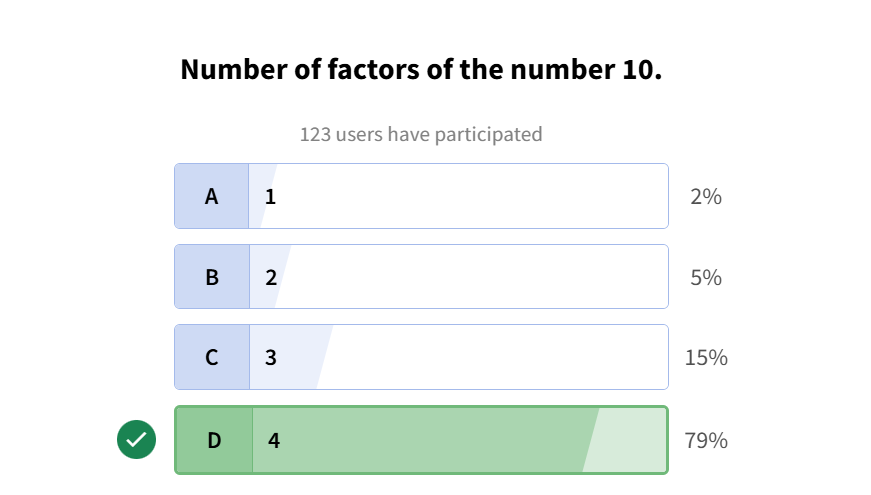 Number of factors of the number 10.
123 users have participated
A 1 2%
B 2 5%
C 3 15%
D 4 79%